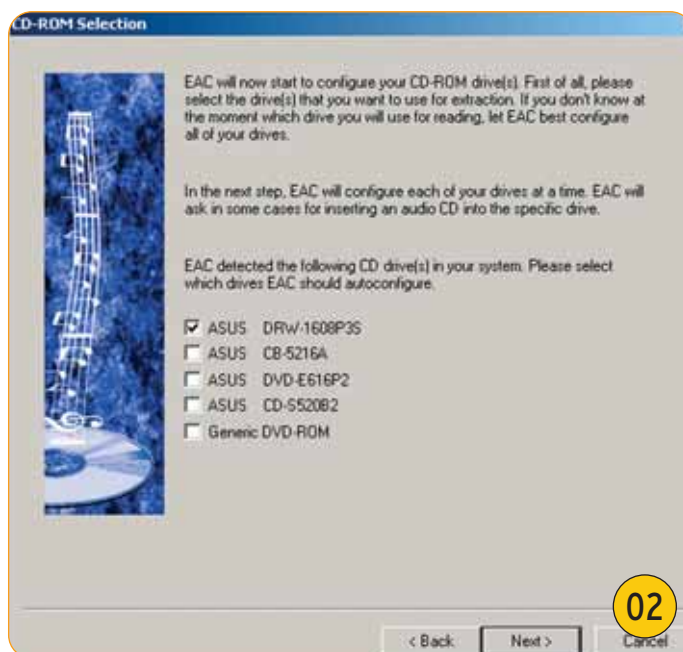 CD-ROM Selection
EAC will now start to configure your CD-ROM drive(s). First of all, please
select the drive(s) that you want to use for extraction. If you don't know at
the moment which drive you will use for reading, let EAC best configure
all of your drives.
In the next step, EAC will configure each of your drives at a time. EAC will
ask in some cases for inserting an audio CD into the specific drive.
EAC detected the following CD drive(s) in your system. Please select
which drives EAC should autoconfigure.
ASUS DRW-1608P3S
ASUS CB-5216A
ASUS DVD-E616P2
ASUS CD-S520B2
Generic DVD-ROM
02
< Back Next > Cancel